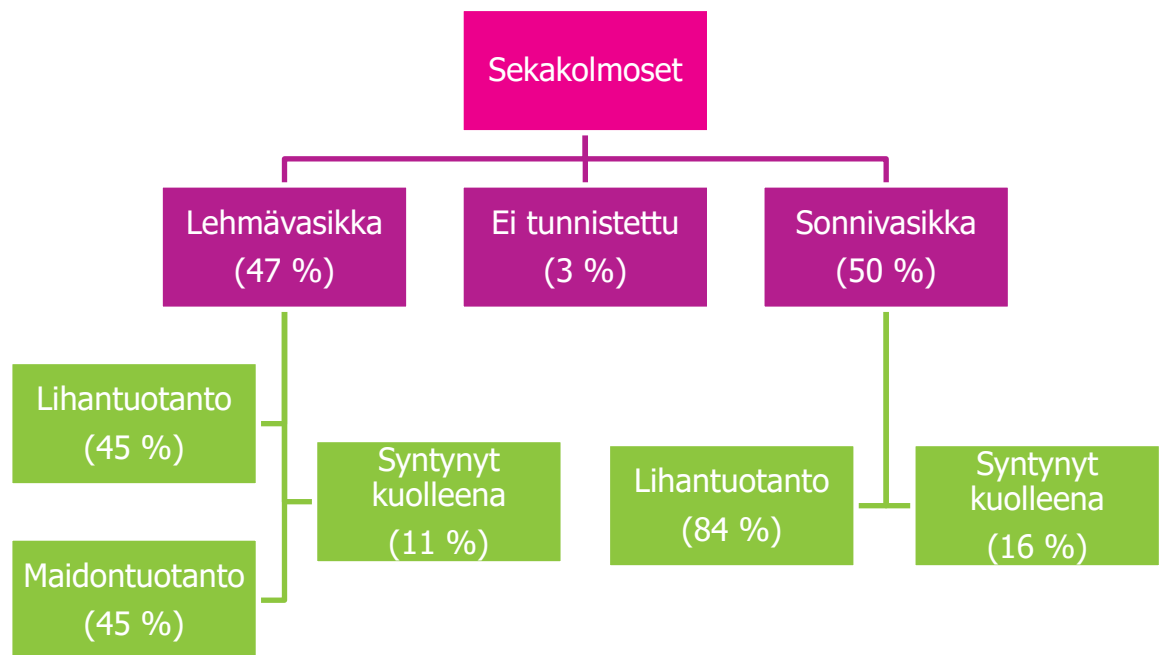 Sekakolmoset
Lehmävasikka
(47 %)
Ei tunnistettu
(3 %)
Sonnivasikka
(50 %)
Lihantuotanto
(45 %)
Maidontuotanto
(45 %)
Syntynyt
kuolleena
(11 %)
Lihantuotanto
(84 %)
Syntynyt
kuolleena
(16 %)